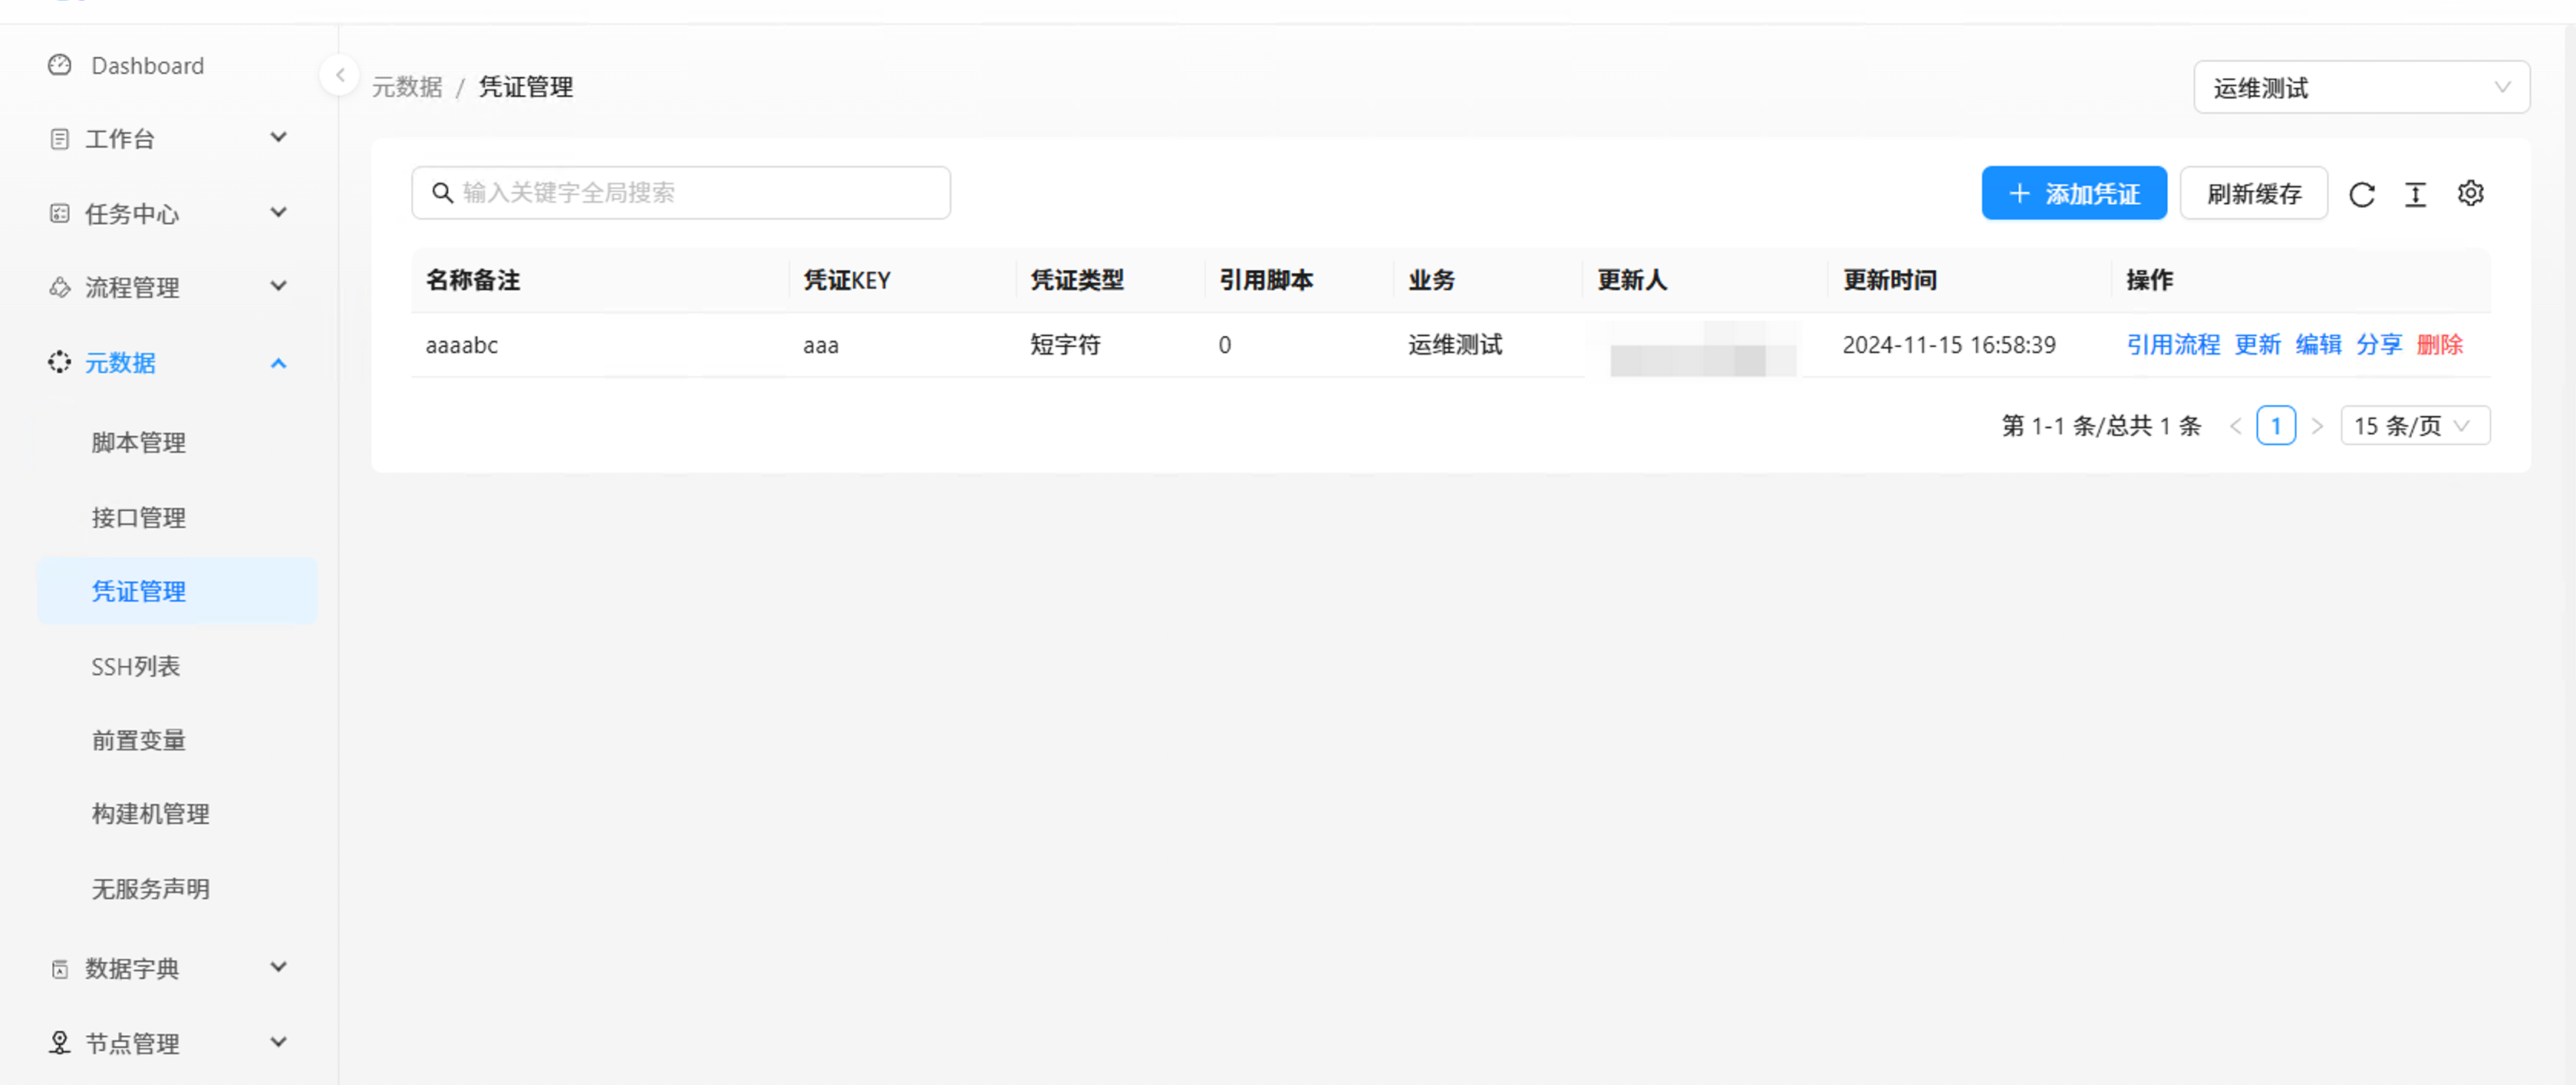 Dashboard
工作台
任务中心
流程管理
元数据
脚本管理
接口管理
凭证管理
SSH列表
前置变量
构建机管理
无服务声明
数据字典
节点管理
元数据 / 凭证管理
运维测试
输入关键字全局搜索
添加凭证 刷新缓存
名称备注 凭证KEY 凭证类型 引用脚本 业务 更新人 更新时间 操作
aaaabc aaa 短字符 0 运维测试 2024-11-15 16:58:39 引用流程 更新 编辑 分享 删除
第 1-1 条/总共 1 条 < 1 > 15 条/页